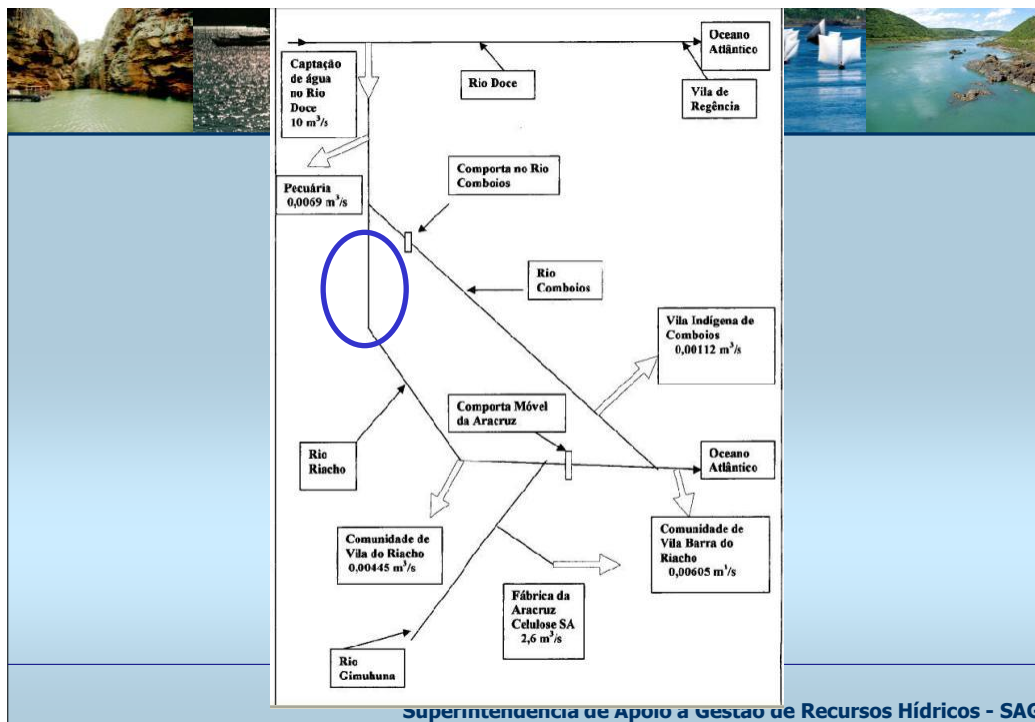 Oceano
Atlântico
Captação
de água
no Rio
Doce
10 m³/s
Rio Doce
Vila de
Regência
Pecuária
0,0069 m³/s
Comporta no Rio
Comboios
Rio
Comboios
Vila Indígena de
Comboios
0,00112 m³/s
Comporta Móvel
da Aracruz
Rio
Riacho
Oceano
Atlântico
Comunidade de
Vila do Riacho
0,00445 m³/s
Comunidade de
Vila Barra do
Riacho
0,00605 m³/s
Fábrica da
Aracruz
Celulose SA
2,6 m³/s
Rio
Gimuhuna
Superintendência de Apoio à Gestão de Recursos Hídricos - SAG